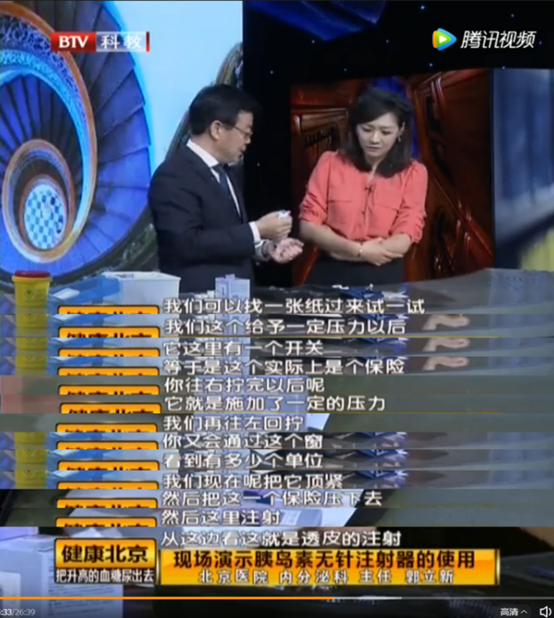 BTV 科教
腾讯视频
我们可以找一张纸过来试一试
我们这个给予一定压力以后
它这里有一个开关
等于是这个实际上是个保险
你往右拧完以后呢
它就是施加了一定的压力
我们再往左回拧
你又会通过这个窗
看到有多少个单位
我们现在呢把它顶紧
然后把这一个保险压下去
然后这里注射
从这边看这就是透皮的注射
健康北京
把升高的血糖尿出去
现场演示胰岛素无针注射器的使用
北京医院 内分泌科 主任 郭立新
:33/26:39
高清